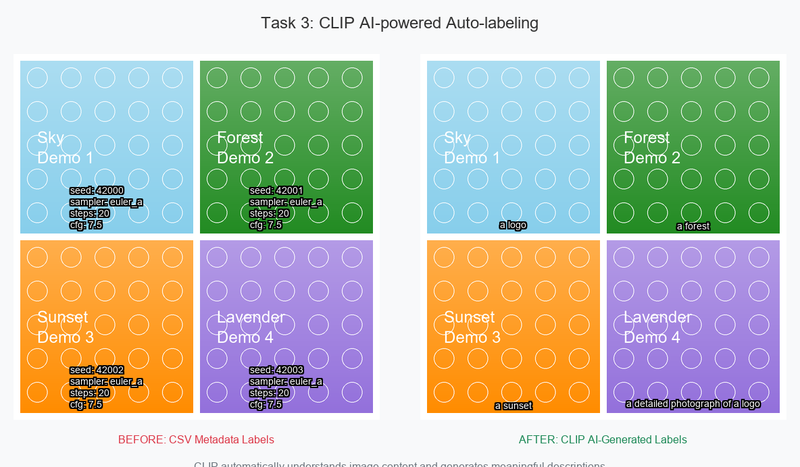 Task 3: CLIP AI-powered Auto-labeling
Sky
Demo 1
seed: 42000
sampler: euler_a
steps: 20
cfg: 7.5
Forest
Demo 2
seed: 42001
sampler: euler_a
steps: 20
cfg: 7.5
Sunset
Demo 3
seed: 42002
sampler: euler_a
steps: 20
cfg: 7.5
Lavender
Demo 4
seed: 42003
sampler: euler_a
steps: 20
cfg: 7.5
BEFORE: CSV Metadata Labels
Sky
Demo 1
a logo
Forest
Demo 2
a forest
Sunset
Demo 3
a sunset
Lavender
Demo 4
a detailed photograph of a logo
AFTER: CLIP AI-Generated Labels
CLIP automatically understands image content and generates meaningful descriptions